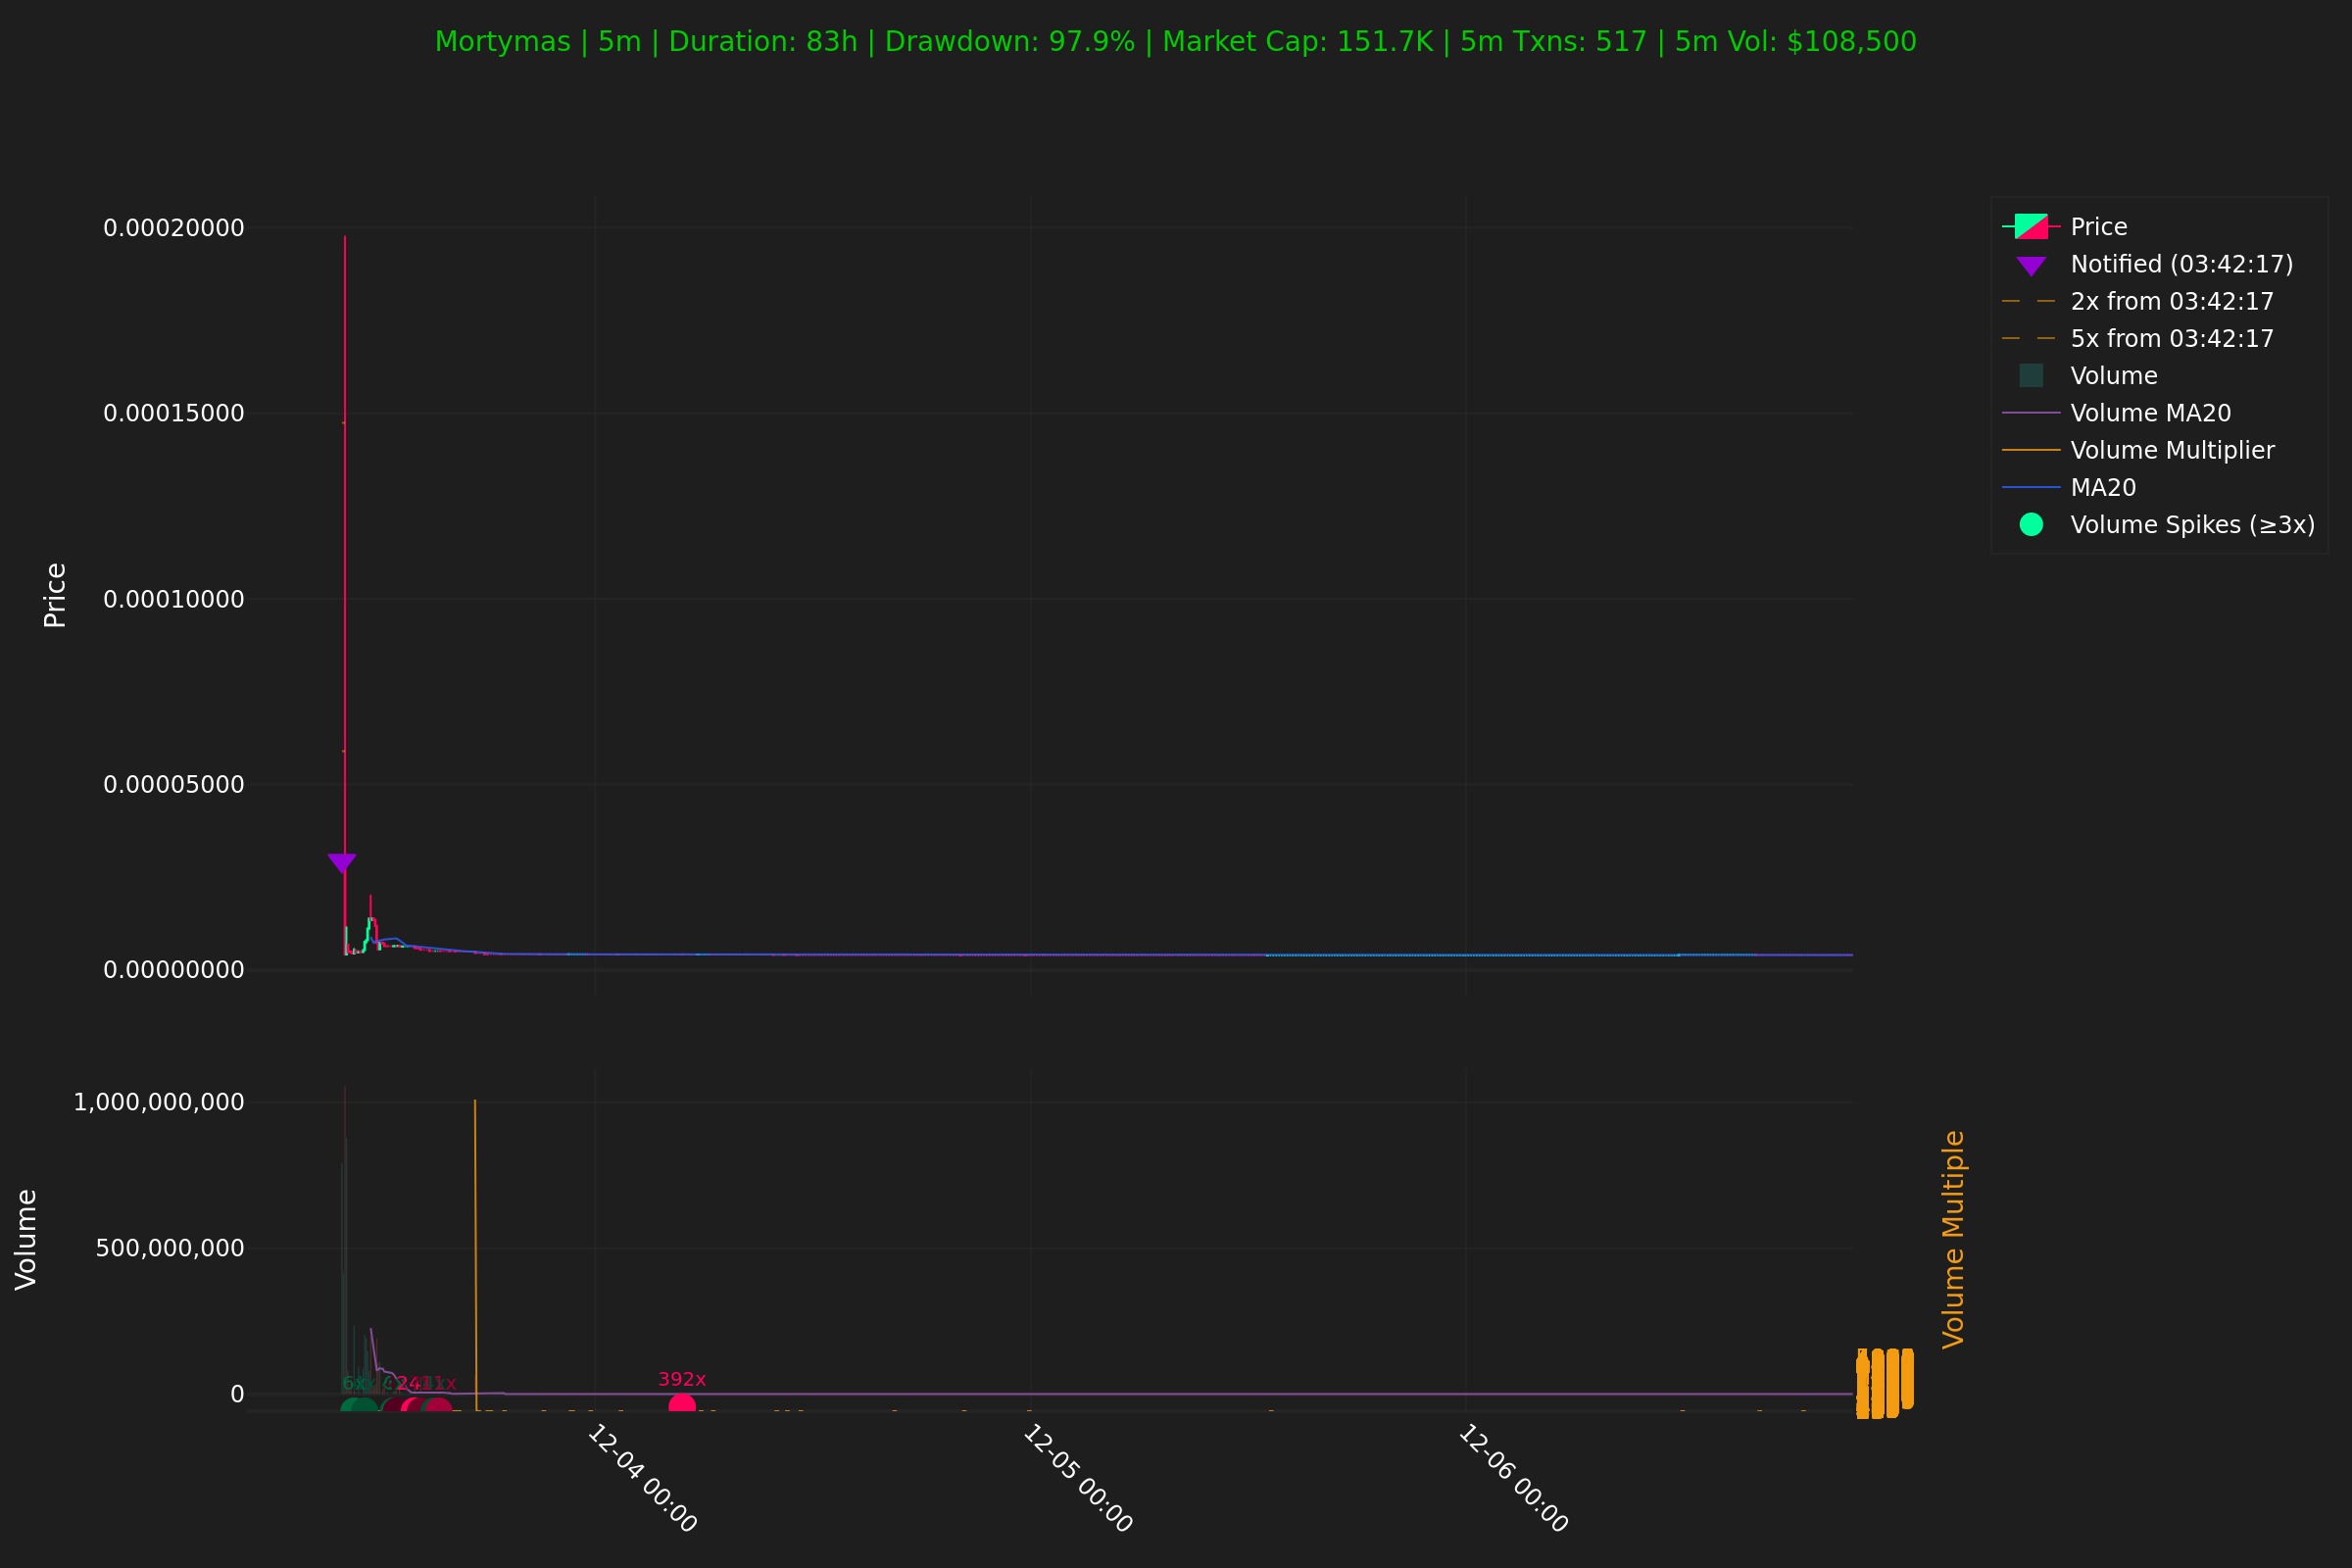 Mortymas | 5m | Duration: 83h | Drawdown: 97.9% | Market Cap: 151.7K | 5m Txns: 517 | 5m Vol: $108,500
Price
0.00020000
0.00015000
0.00010000
0.00005000
0.00000000
Price
Notified (03:42:17)
2x from 03:42:17
5x from 03:42:17
Volume
Volume MA20
Volume Multiplier
MA20
Volume Spikes (≥3x)
Volume
1,000,000,000
500,000,000
0
6x
392x
Volume Multiple
12-04 00:00
12-05 00:00
12-06 00:00